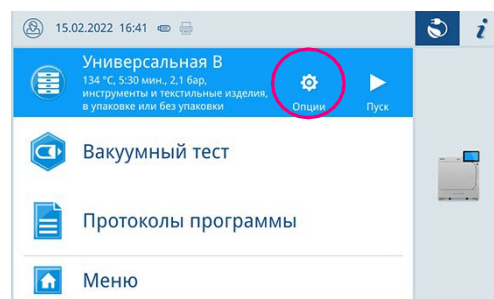 15.02.2022 16:41
i
Универсальная B
134 °C, 5:30 мин., 2,1 бар,
инструменты и текстильные изделия,
в упаковке или без упаковки
Опции
Пуск
Вакуумный тест
Протоколы программы
Меню